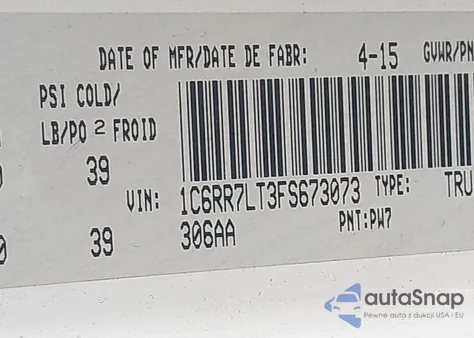 DATE OF MFR/DATE DE FABR: 4-15 GVWR/PN
PSI COLD/
LB/PO 2 FROID
39
VIN: 1C6RR7LT3FS673073 TYPE: TRU
39 306AA PNT:PW7
autoSnap
Pewne auta z aukcji USA i EU